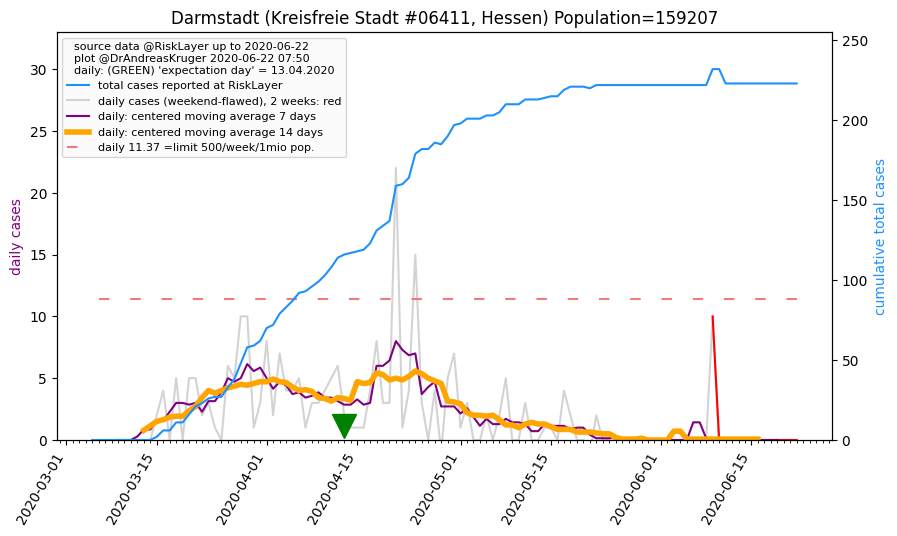 Darmstadt (Kreisfreie Stadt #06411, Hessen) Population=159207
source data @RiskLayer up to 2020-06-22
plot @DrAndreasKruger 2020-06-22 07:50
daily: (GREEN) 'expectation day' = 13.04.2020
total cases reported at RiskLayer
daily cases (weekend-flawed), 2 weeks: red
daily: centered moving average 7 days
daily: centered moving average 14 days
daily 11.37 =limit 500/week/1mio pop.
daily cases
30
25
20
15
10
5
0
cumulative total cases
250
200
150
100
50
0
2020-03-01
2020-03-15
2020-04-01
2020-04-15
2020-05-01
2020-05-15
2020-06-01
2020-06-15